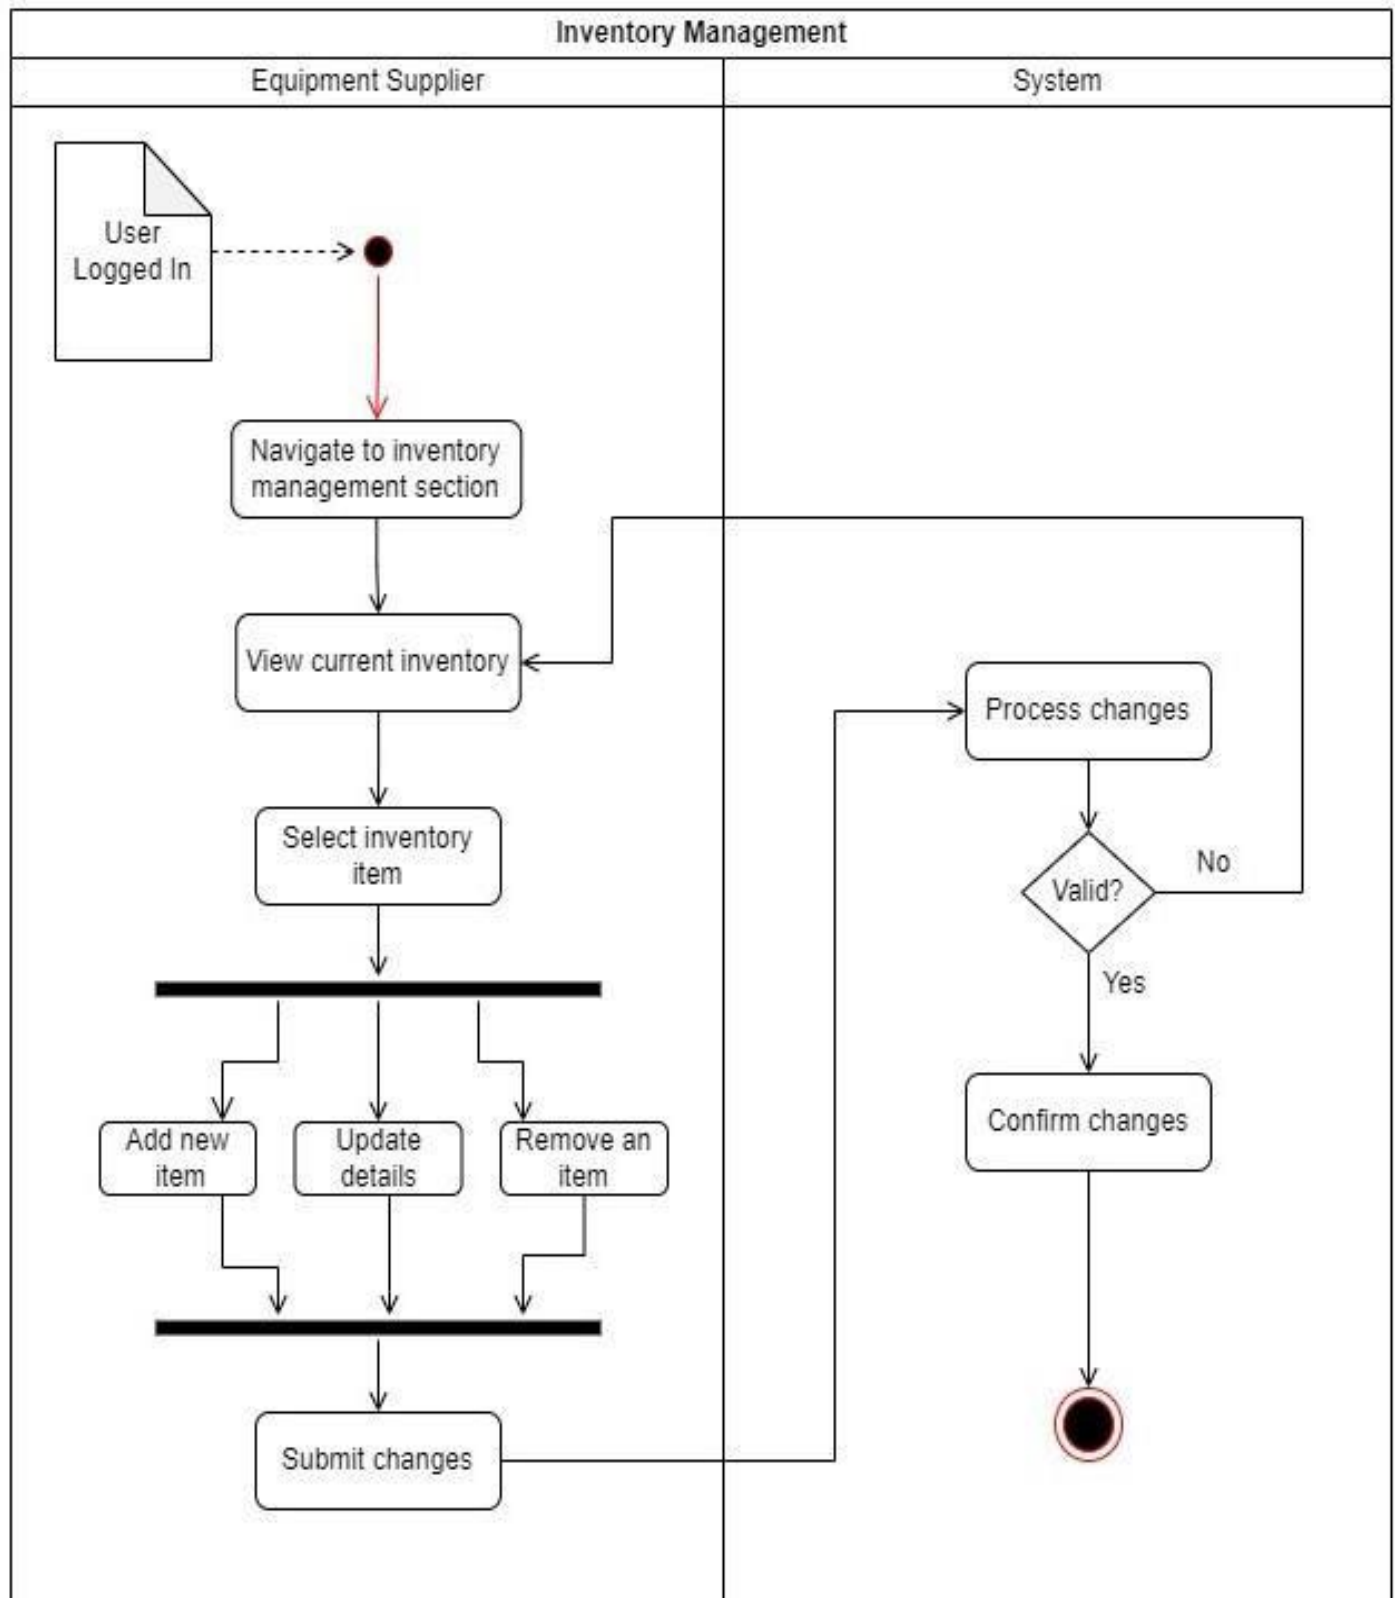 Inventory Management
Equipment Supplier
System
User
Logged In
Navigate to inventory
management section
View current inventory
Select inventory
item
Add new
item
Update
details
Remove an
item
Submit changes
Process changes
Valid?
No
Yes
Confirm changes